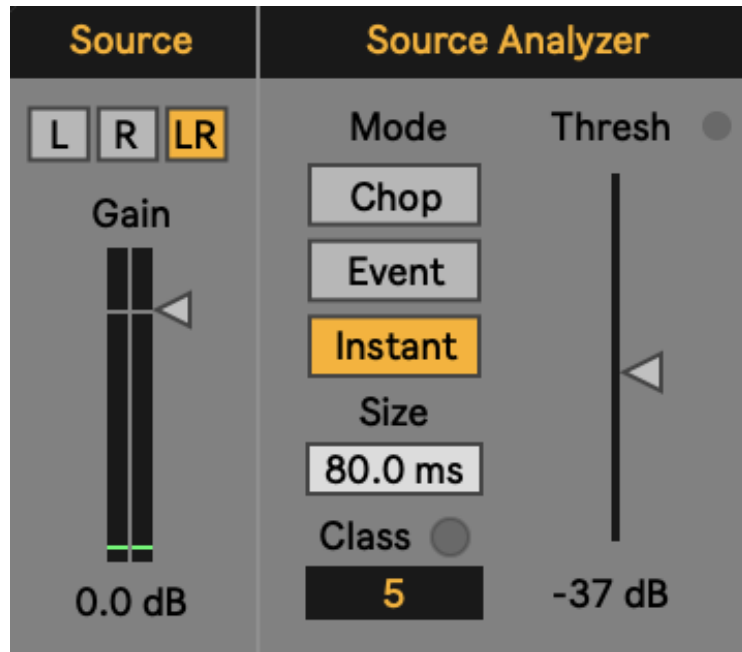 Source
L R LR
Gain
0.0 dB
Source Analyzer
Mode
Chop
Event
Instant
Size
80.0 ms
Class
5
Thresh
-37 dB